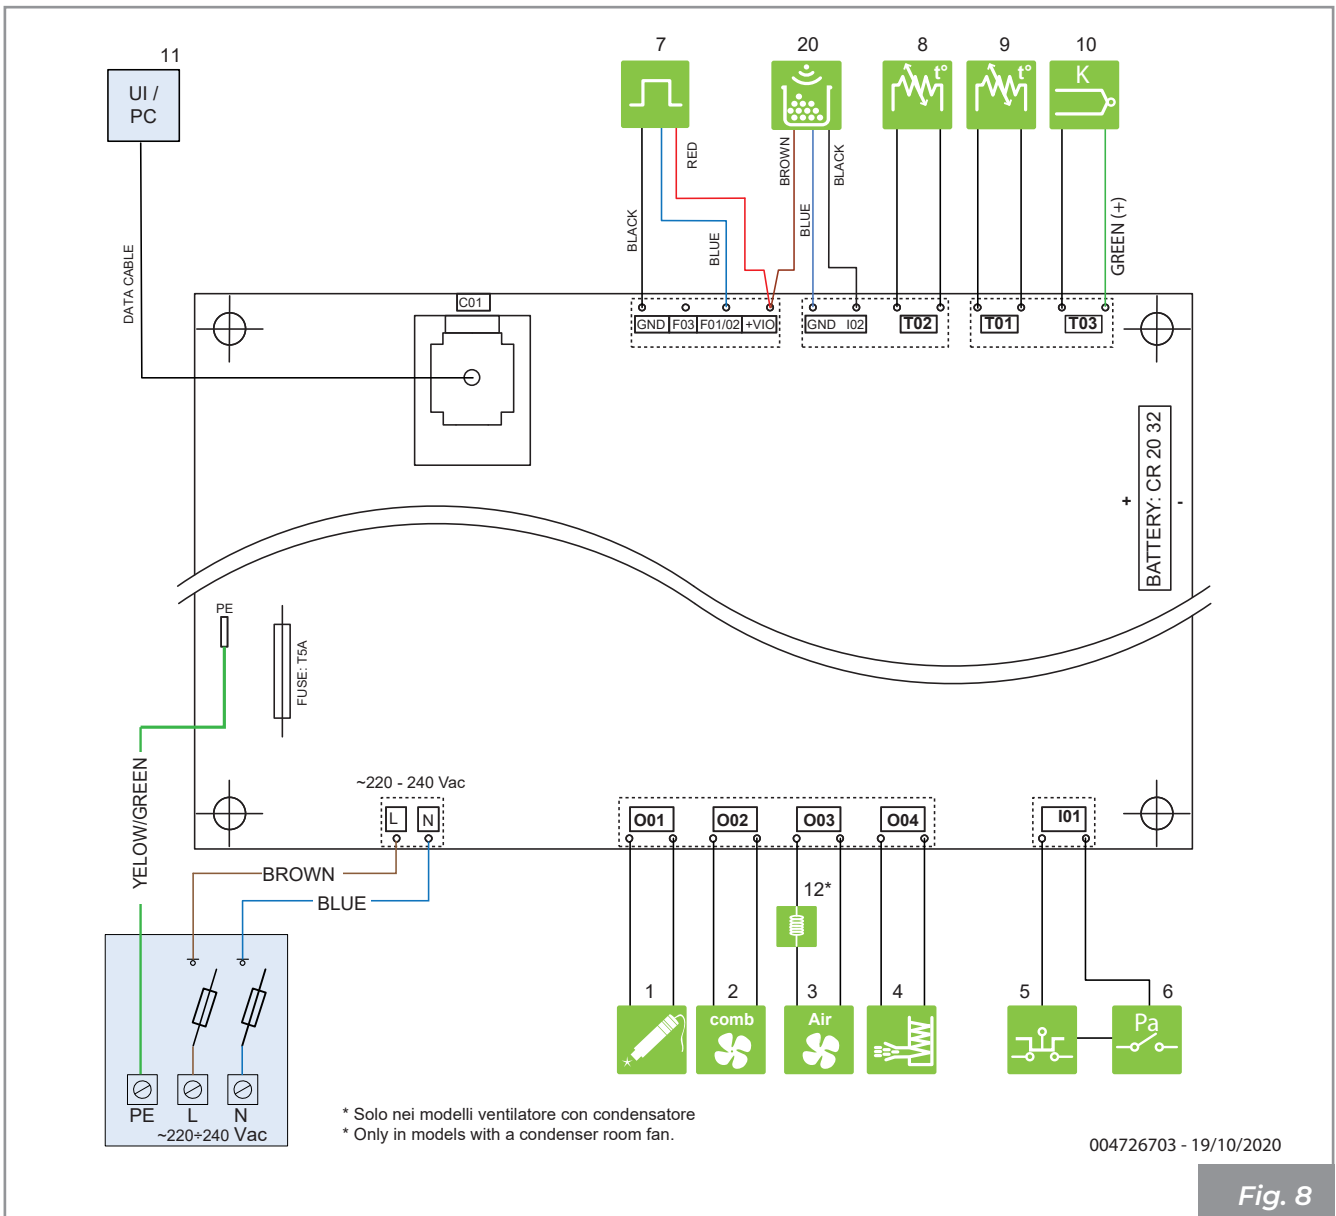 11
7
20
8
9
10
UI /
PC
t°
t°
K
RED
BROWN
BLACK
BLACK
BLUE
BLUE
GREEN (+)
DATA CABLE
C01
GND F03 F01/02 +VIO
GND I02
T02
T01
T03
BATTERY: CR 20 32
+
-
PE
FUSE: T5A
YELOW/GREEN
~220 - 240 Vac
L
N
O01
O02
O03
O04
I01
BROWN
BLUE
12*
1
2
3
4
5
6
comb
Air
Pa
PE
L
N
~220÷240 Vac
* Solo nei modelli ventilatore con condensatore
* Only in models with a condenser room fan.
004726703 - 19/10/2020
Fig. 8